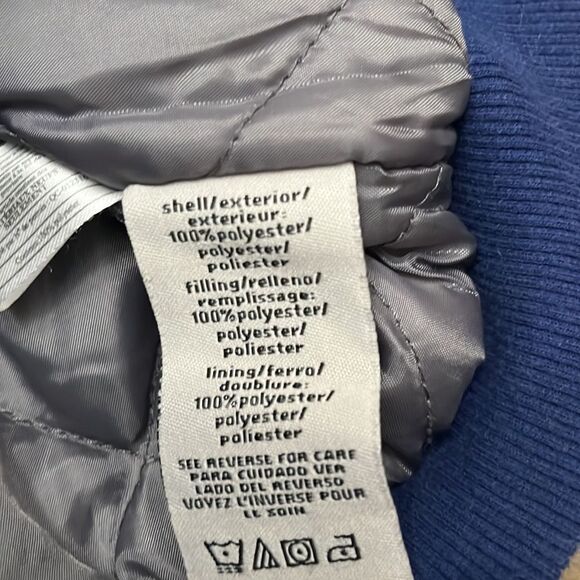 shell/exterior/
exterieur:
100%polyester/
polyester/
poliester
filling/relleno/
remplissage:
100%polyester/
polyester/
poliester
lining/ferro/
doublure:
100%polyester/
polyester/
poliester
SEE REVERSE FOR CARE
PARA CUIDADO VER
LADO DEL REVERSO
VOYEZ L'INVERSE POUR
LE SOIN